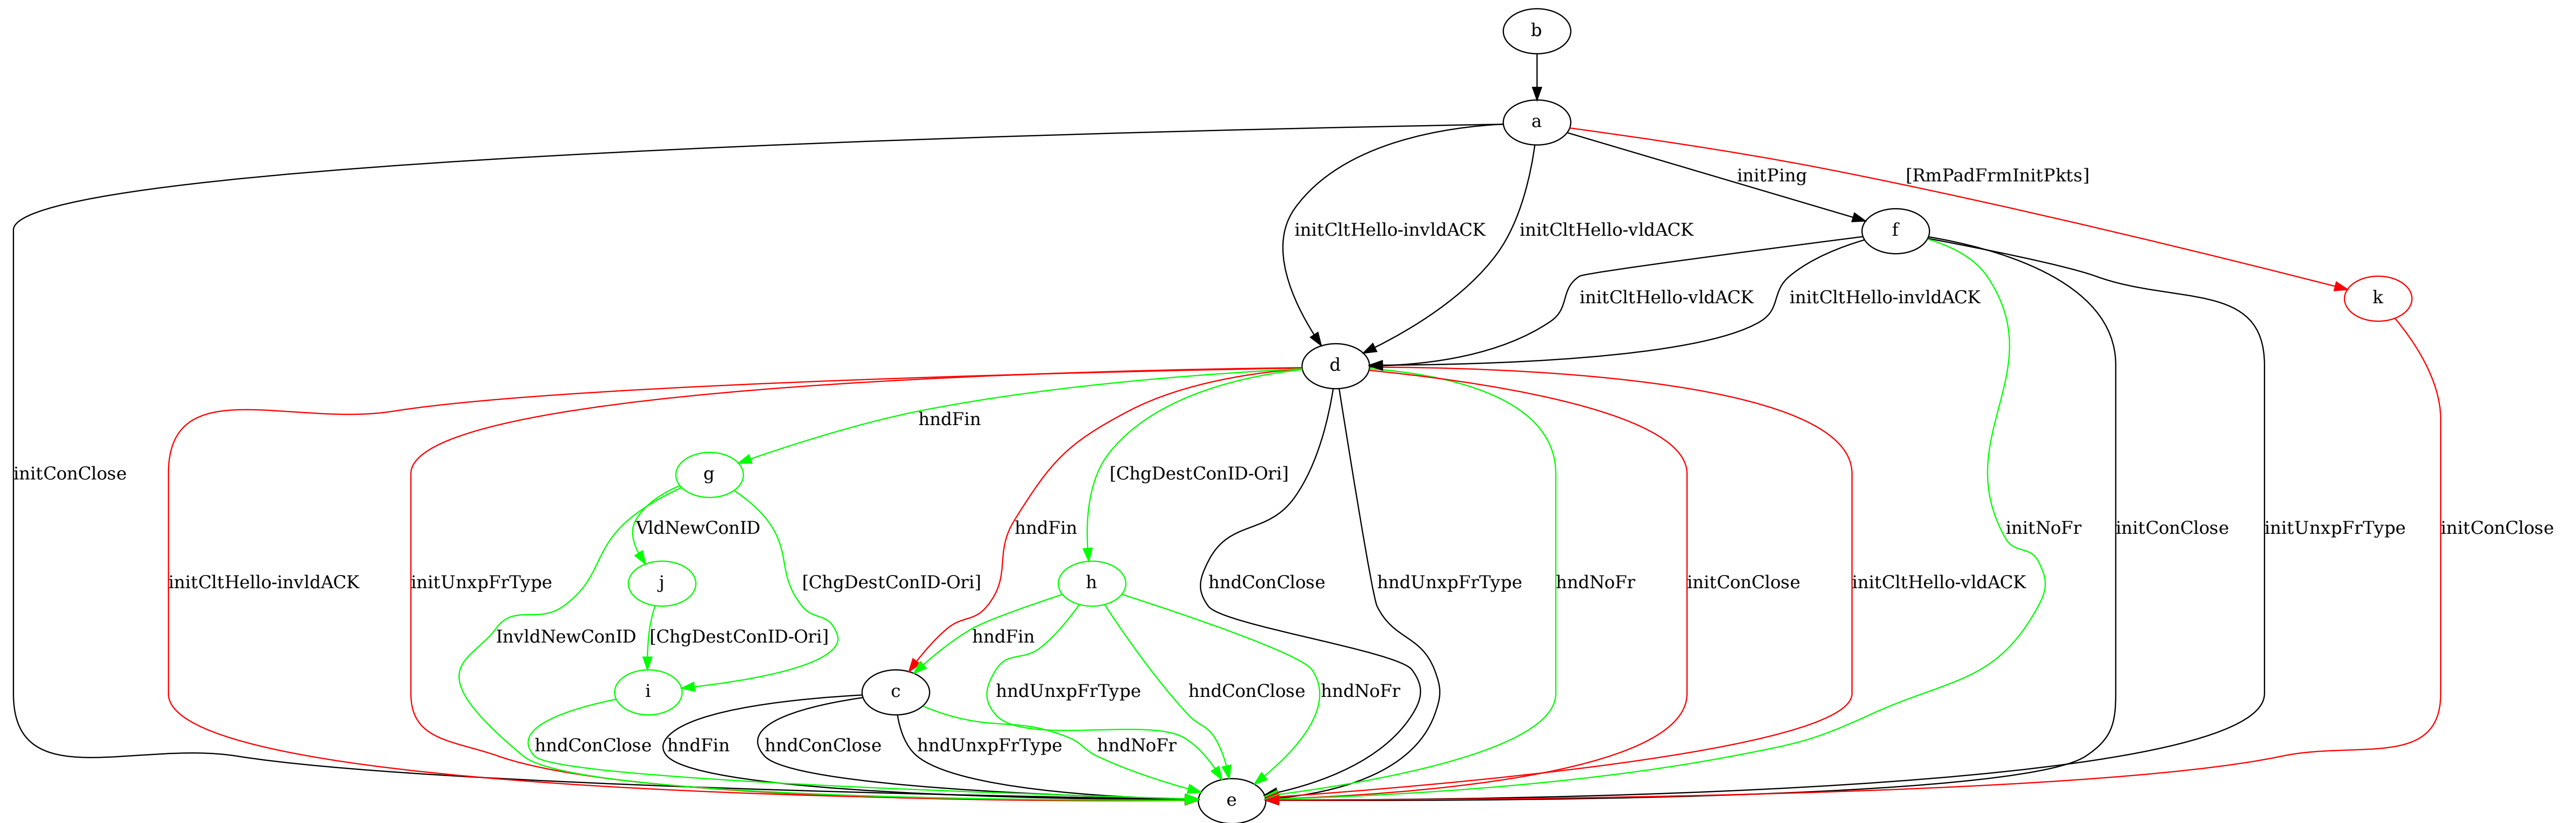 b
a
initPing
[RmPadFrmInitPkts]
initCltHello-invldACK
initCltHello-vldACK
f
initCltHello-vldACK
initCltHello-invldACK
k
d
hndFin
initConClose
g
[ChgDestConID-Ori]
VldNewConID
hndFin
initNoFr
initConClose
initUnxpFrType
initConClose
initCltHello-invldACK
initUnxpFrType
j
[ChgDestConID-Ori]
h
hndConClose
hndUnxpFrType
hndNoFr
initConClose
initCltHello-vldACK
InvldNewConID
[ChgDestConID-Ori]
hndFin
i
c
hndUnxpFrType
hndConClose
hndNoFr
hndConClose
hndFin
hndConClose
hndUnxpFrType
hndNoFr
e